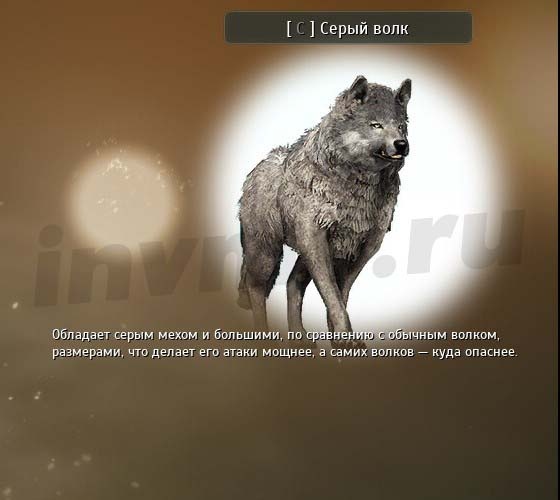 [ C ] Серый волк
Обладает серым мехом и большими, по сравнению с обычным волком,
размерами, что делает его атаки мощнее, а самих волков — куда опаснее.